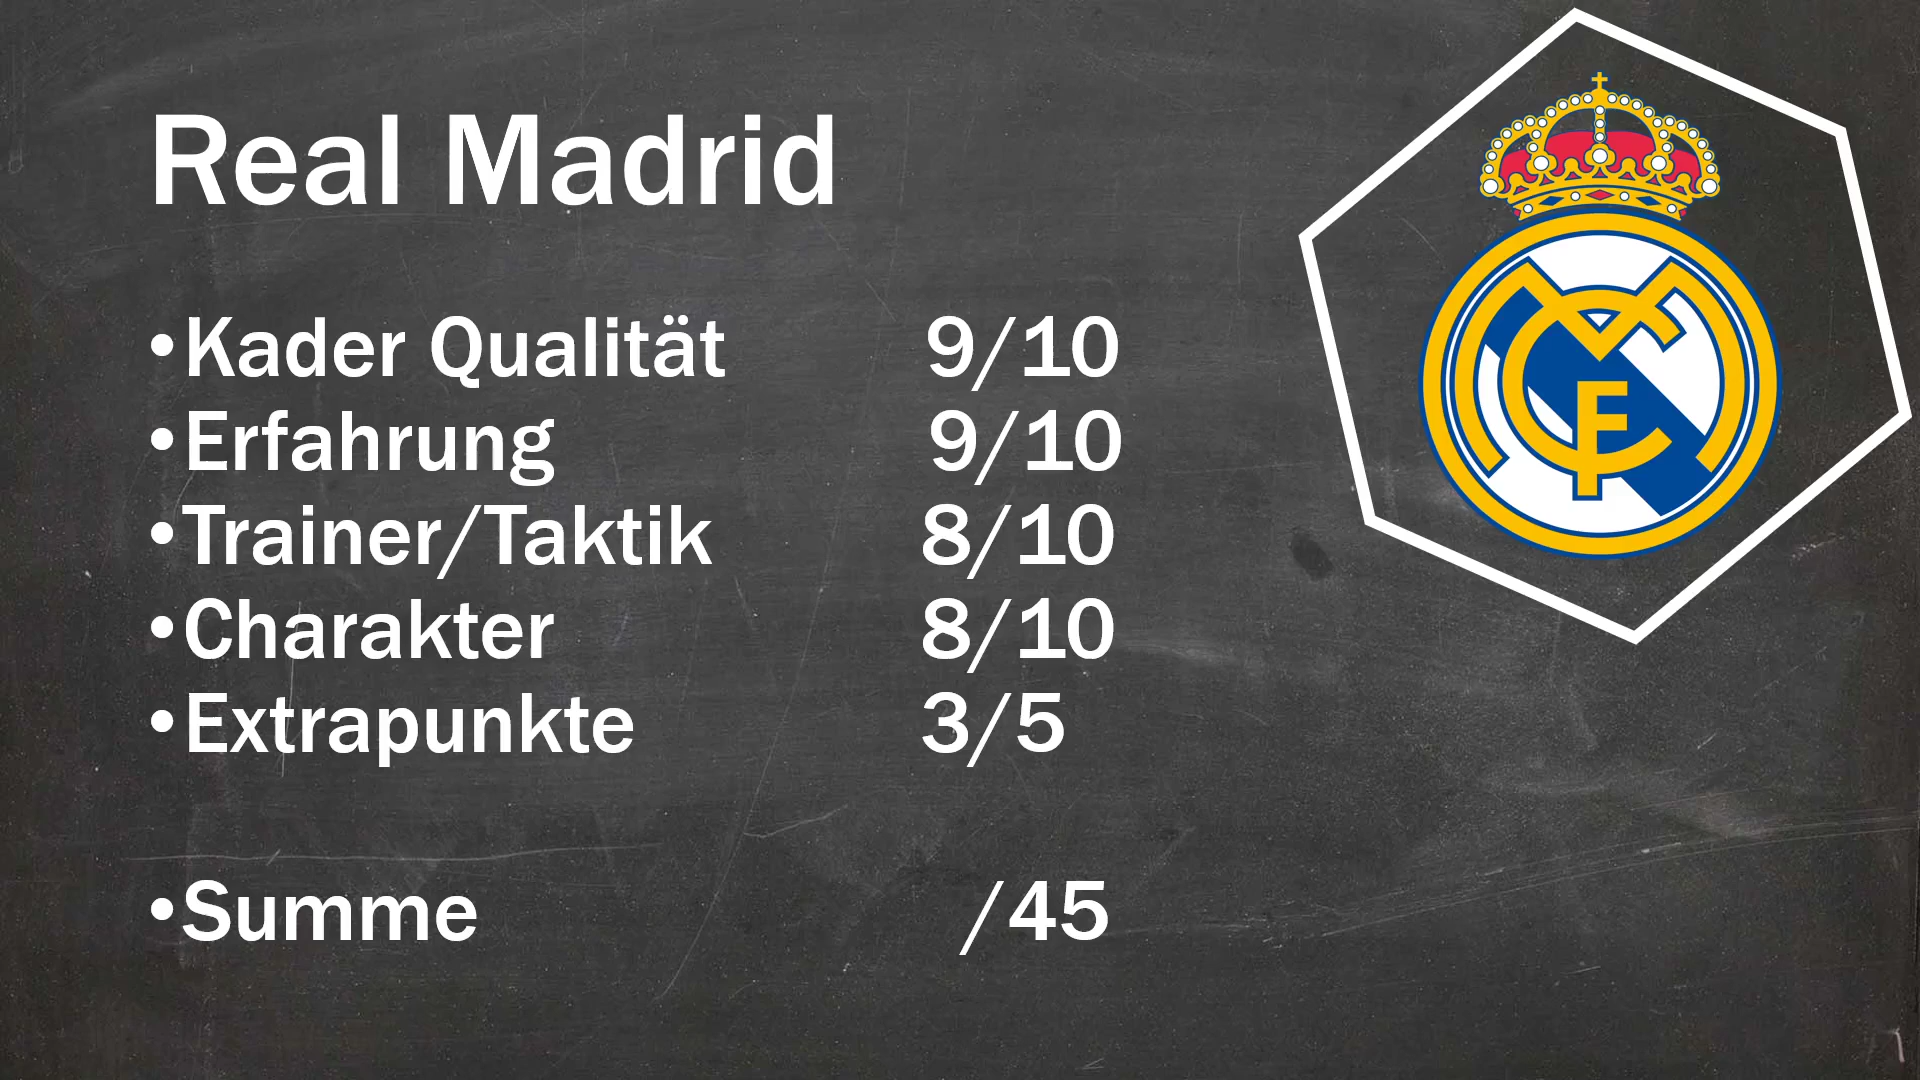 Real Madrid
•Kader Qualität 9/10
•Erfahrung 9/10
•Trainer/Taktik 8/10
•Charakter 8/10
•Extrapunkte 3/5
•Summe /45